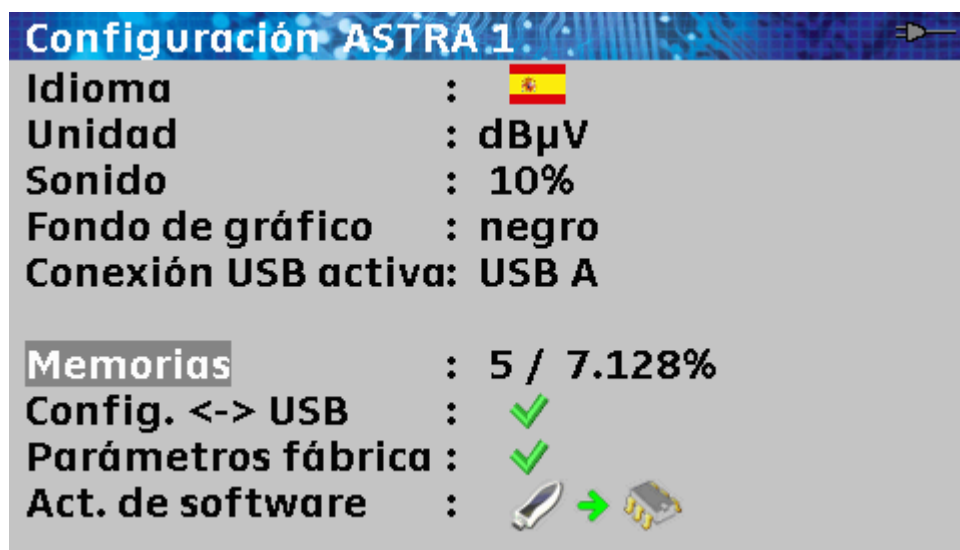 Configuración ASTRA 1
Idioma :
Unidad : dBµV
Sonido : 10%
Fondo de gráfico : negro
Conexión USB activa: USB A
Memorias : 5 / 7.128%
Config. <-> USB :
Parámetros fábrica :
Act. de software :